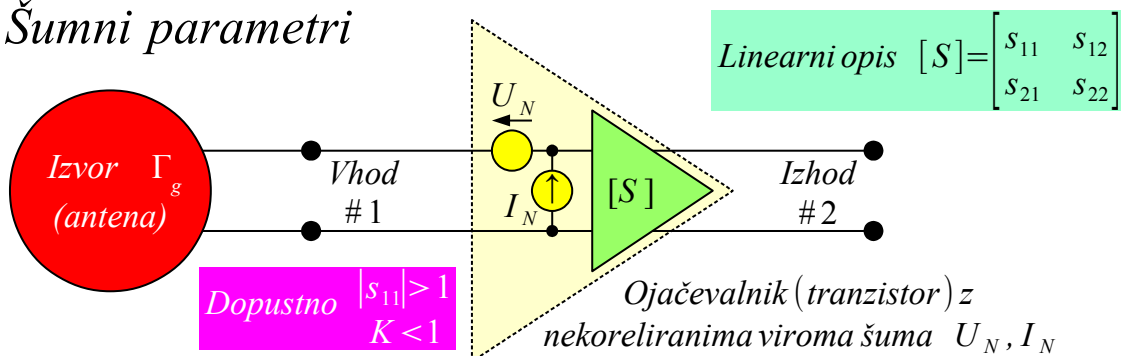 Šumni parametri
Linearni opis [S]=[s11 s12
s21 s22]
U_N
Izvor Γ_g
(antena)
Vhod
#1
I_N
[S]
Izhod
#2
Dopustno |s11|>1
K<1
Ojačevalnik (tranzistor) z
nekoreliranima viroma šuma U_N, I_N